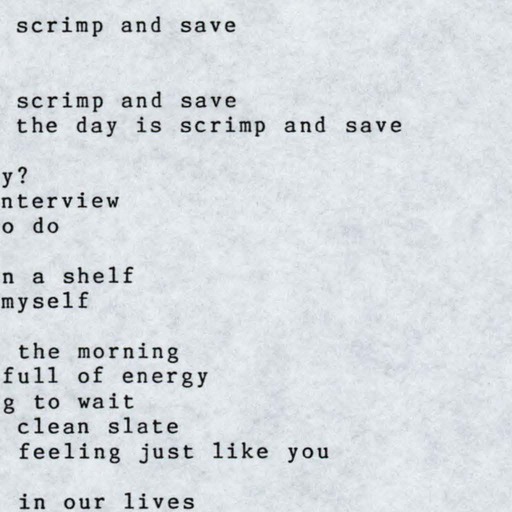 scrimp and save
scrimp and save
the day is scrimp and save
y?
nterview
o do
n a shelf
myself
the morning
full of energy
g to wait
clean slate
feeling just like you
in our lives